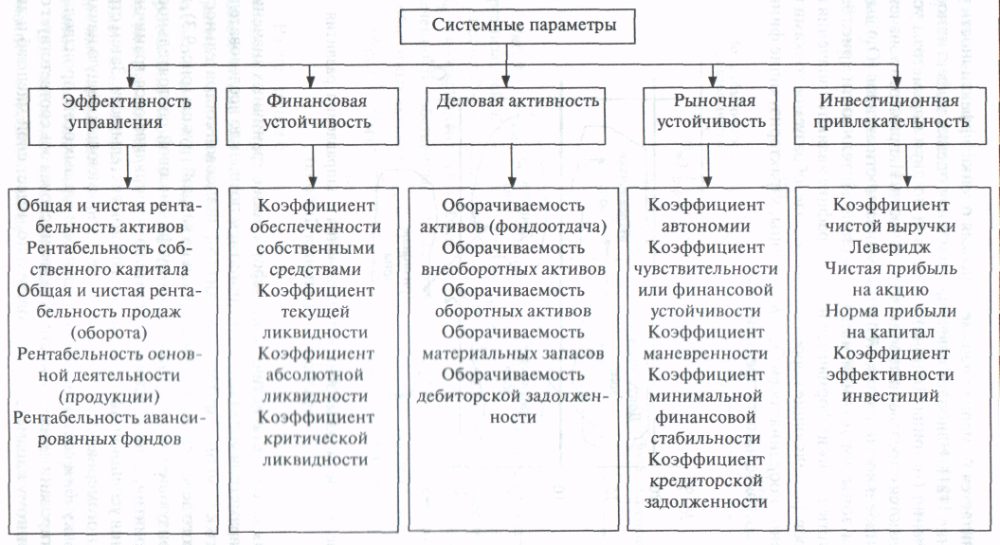 Системные параметры
Эффективность
управления
Финансовая
устойчивость
Деловая активность
Рыночная
устойчивость
Инвестиционная
привлекательность
Общая и чистая рента-
бельность активов
Рентабельность соб-
ственного капитала
Общая и чистая рента-
бельность продаж
(оборота)
Рентабельность основ-
ной деятельности
(продукции)
Рентабельность аванси-
рованных фондов
Коэффициент
обеспеченности
собственными
средствами
Коэффициент
текущей
ликвидности
Коэффициент
абсолютной
ликвидности
Коэффициент
критической
ликвидности
Оборачиваемость
активов (фондоотдача)
Оборачиваемость
внеоборотных активов
Оборачиваемость
оборотных активов
Оборачиваемость
материальных запасов
Оборачиваемость
дебиторской задолжен-
ности
Коэффициент
автономии
Коэффициент
чувствительности
или финансовой
устойчивости
Коэффициент
маневренности
Коэффициент
минимальной
финансовой
стабильности
Коэффициент
кредиторской
задолженности
Коэффициент
чистой выручки
Леверидж
Чистая прибыль
на акцию
Норма прибыли
на капитал
Коэффициент
эффективности
инвестиций